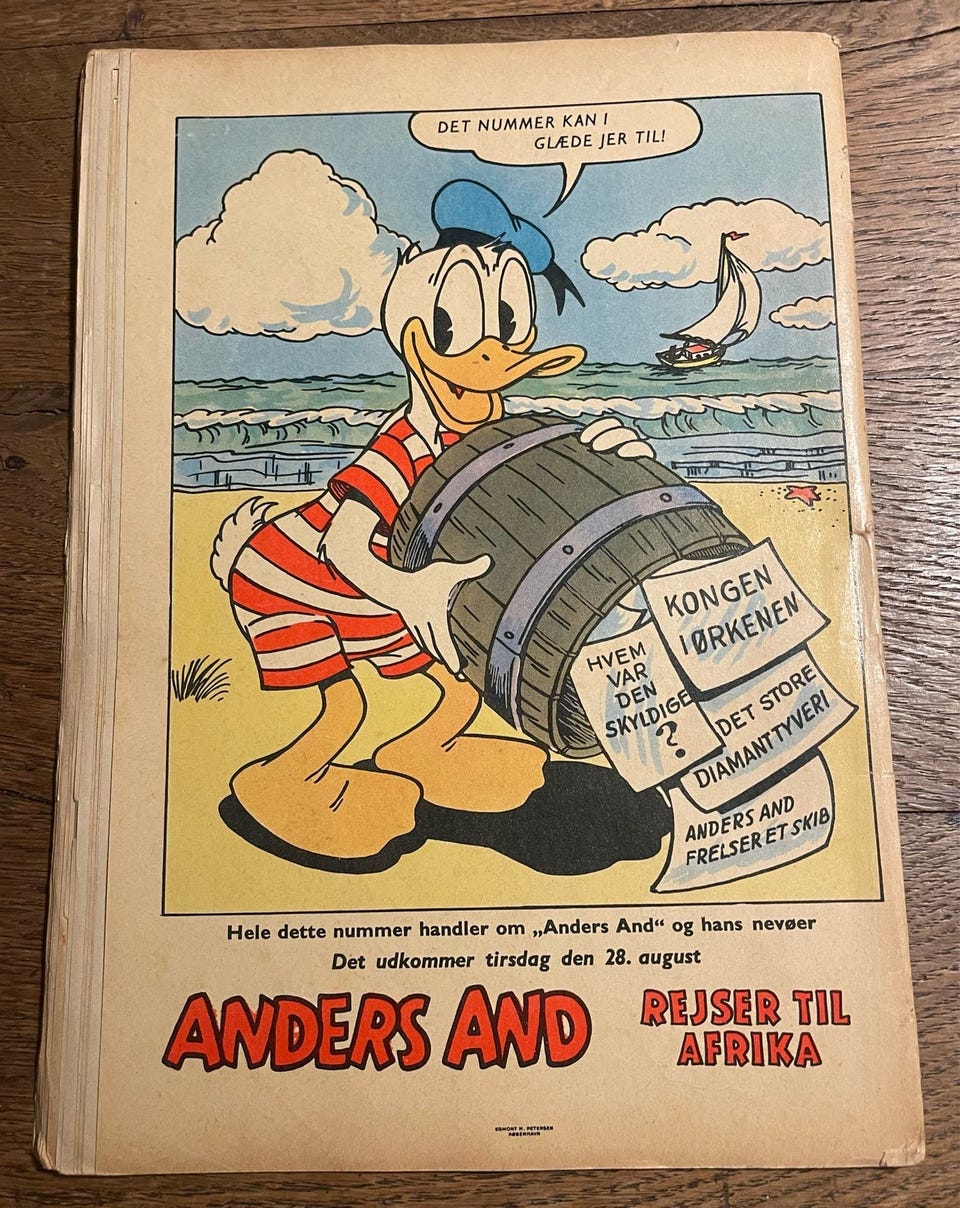 DET NUMMER KAN I
GLÆDE JER TIL!
KONGEN
I ØRKENEN
HVEM
VAR
DEN
SKYLDIGE
?
DET STORE
DIAMANTTYVERI
ANDERS AND
FRELSER ET SKIB
Hele dette nummer handler om „Anders And“ og hans nevøer
Det udkommer tirsdag den 28. august
ANDERS AND
REJSER TIL
AFRIKA
EGMONT H. PETERSEN
KØBENHAVN